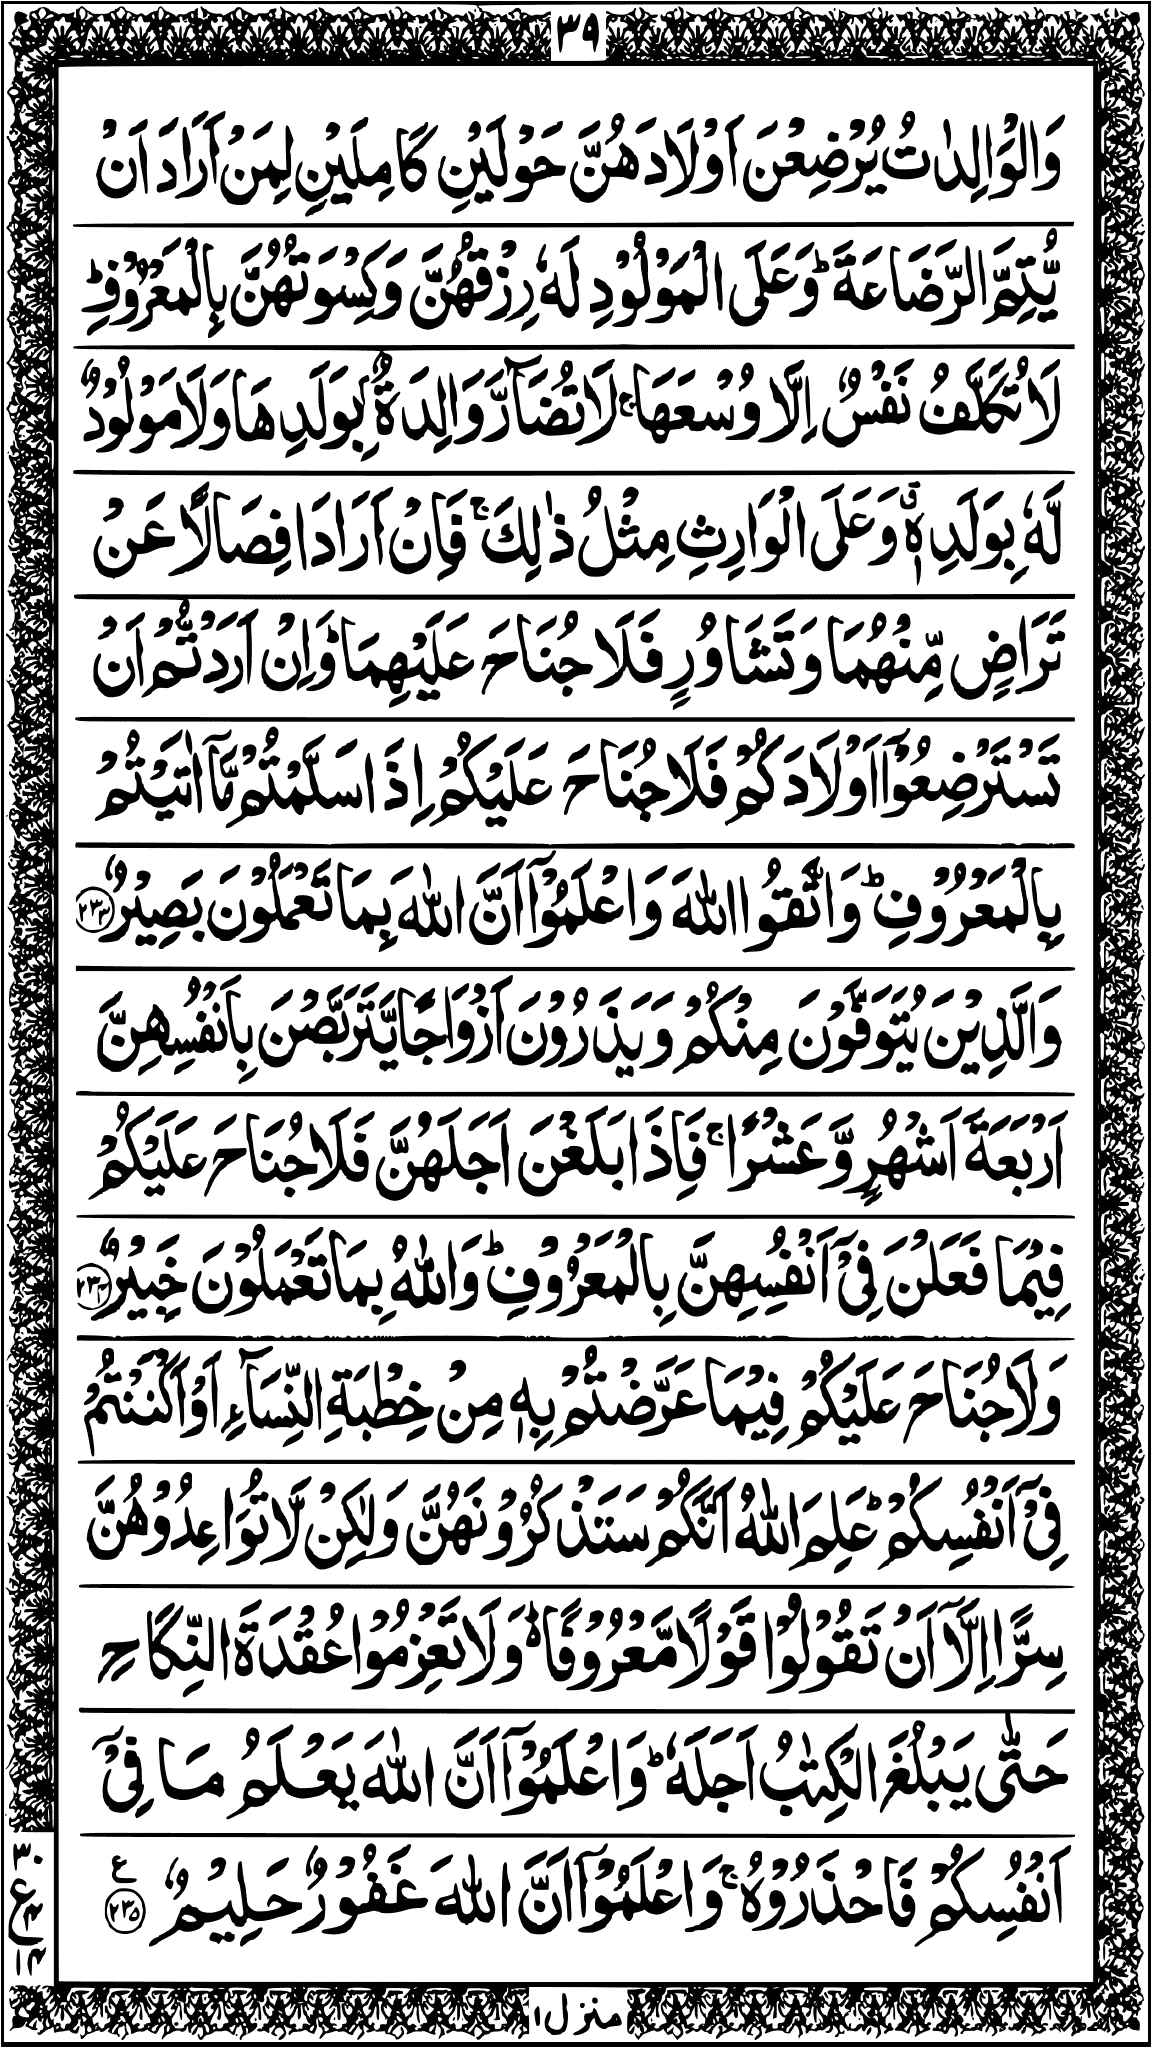 ٣٩
وَالْوَالِدٰتُ يُرْضِعْنَ اَوْلَادَهُنَّ حَوْلَيْنِ كَامِلَيْنِ لِمَنْ اَرَادَ اَنْ
يُّتِمَّ الرَّضَاعَةَ ؕ وَعَلَى الْمَوْلُوْدِ لَهٗ رِزْقُهُنَّ وَكِسْوَتُهُنَّ بِالْمَعْرُوْفِ ؕ
لَا تُكَلَّفُ نَفْسٌ اِلَّا وُسْعَهَا ۚ لَا تُضَآرَّ وَالِدَةٌۢ بِوَلَدِهَا وَلَا مَوْلُوْدٌ
لَّهٗ بِوَلَدِهٖ ۗ وَعَلَى الْوَارِثِ مِثْلُ ذٰلِكَ ۚ فَاِنْ اَرَادَا فِصَالًا عَنْ
تَرَاضٍ مِّنْهُمَا وَتَشَاوُرٍ فَلَا جُنَاحَ عَلَيْهِمَا ؕ وَاِنْ اَرَدْتُّمْ اَنْ
تَسْتَرْضِعُوْۤا اَوْلَادَكُمْ فَلَا جُنَاحَ عَلَيْكُمْ اِذَا سَلَّمْتُمْ مَّاۤ اٰتَيْتُمْ
بِالْمَعْرُوْفِ ؕ وَاتَّقُوا اللّٰهَ وَاعْلَمُوْۤا اَنَّ اللّٰهَ بِمَا تَعْمَلُوْنَ بَصِيْرٌ ٢٣٣
وَالَّذِيْنَ يُتَوَفَّوْنَ مِنْكُمْ وَيَذَرُوْنَ اَزْوَاجًا يَّتَرَبَّصْنَ بِاَنْفُسِهِنَّ
اَرْبَعَةَ اَشْهُرٍ وَّعَشْرًا ۚ فَاِذَا بَلَغْنَ اَجَلَهُنَّ فَلَا جُنَاحَ عَلَيْكُمْ
فِيْمَا فَعَلْنَ فِيْۤ اَنْفُسِهِنَّ بِالْمَعْرُوْفِ ؕ وَاللّٰهُ بِمَا تَعْمَلُوْنَ خَبِيْرٌ ٢٣٤
وَلَا جُنَاحَ عَلَيْكُمْ فِيْمَا عَرَّضْتُمْ بِهٖ مِنْ خِطْبَةِ النِّسَآءِ اَوْ اَكْنَنْتُمْ
فِيْۤ اَنْفُسِكُمْ ؕ عَلِمَ اللّٰهُ اَنَّكُمْ سَتَذْكُرُوْنَهُنَّ وَلٰكِنْ لَّا تُوَاعِدُوْهُنَّ
سِرًّا اِلَّاۤ اَنْ تَقُوْلُوْا قَوْلًا مَّعْرُوْفًا ؕ وَلَا تَعْزِمُوْا عُقْدَةَ النِّكَاحِ
حَتّٰى يَبْلُغَ الْكِتٰبُ اَجَلَهٗ ؕ وَاعْلَمُوْۤا اَنَّ اللّٰهَ يَعْلَمُ مَا فِيْۤ
اَنْفُسِكُمْ فَاحْذَرُوْهُ ۚ وَاعْلَمُوْۤا اَنَّ اللّٰهَ غَفُوْرٌ حَلِيْمٌ ع ٢٣٥
٣٠
ع
٤
١٤
منزل ١